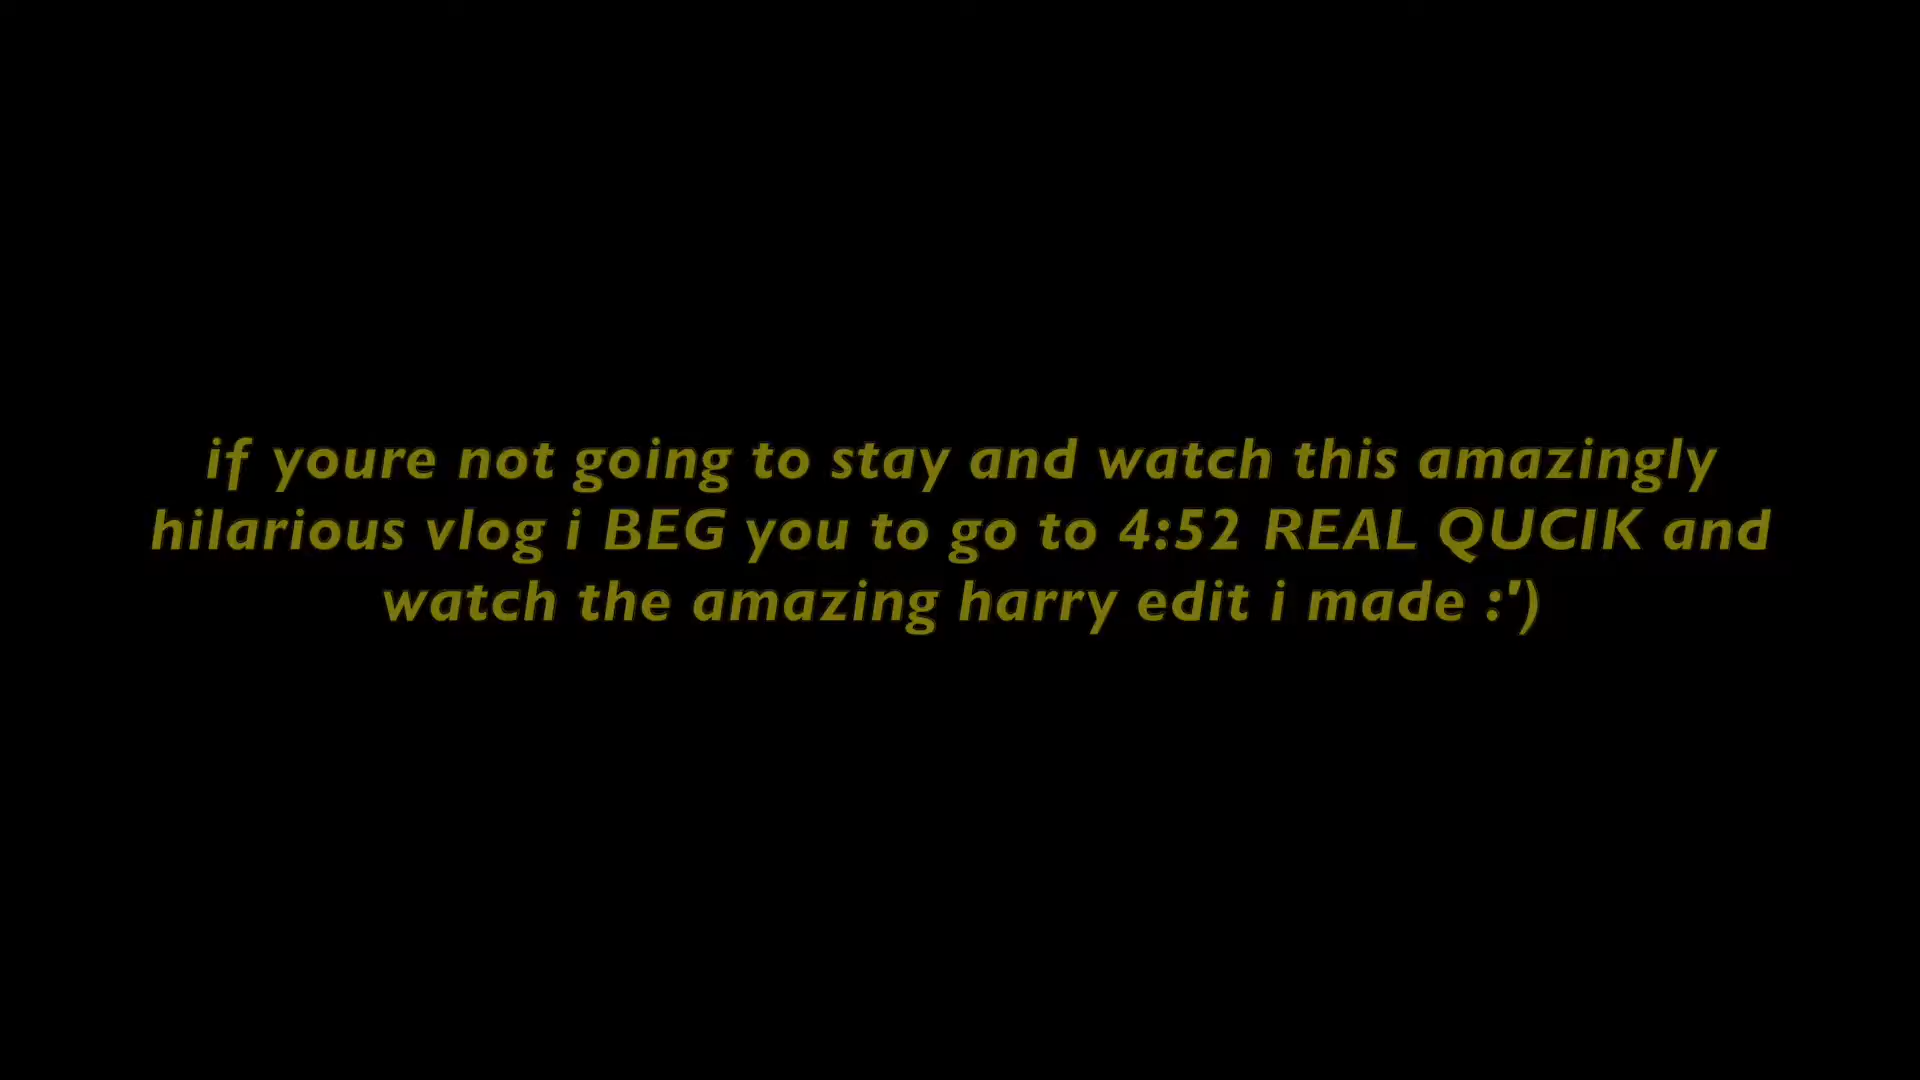 if youre not going to stay and watch this amazingly
hilarious vlog i BEG you to go to 4:52 REAL QUCIK and
watch the amazing harry edit i made :')